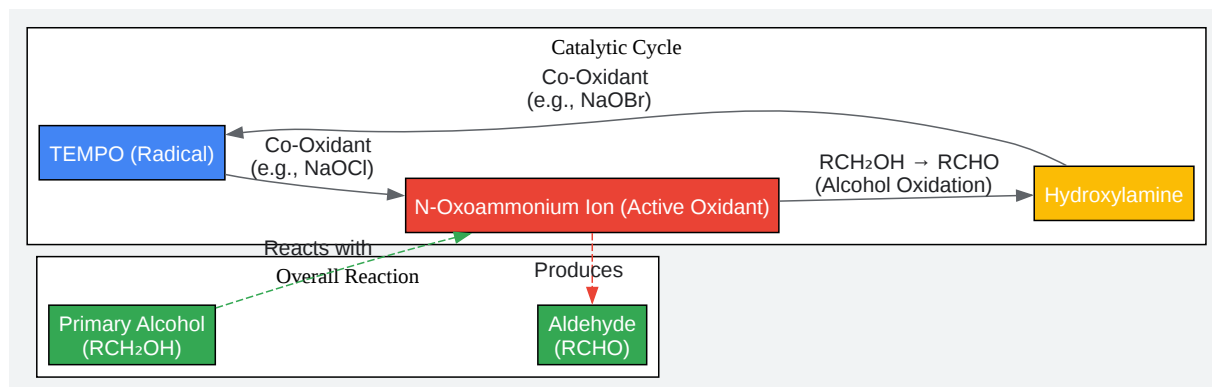 Catalytic Cycle
Co-Oxidant
(e.g., NaOBr)
TEMPO (Radical)
Co-Oxidant
(e.g., NaOCl)
RCH₂OH → RCHO
(Alcohol Oxidation)
N-Oxoammonium Ion (Active Oxidant)
Hydroxylamine
Reacts with
Produces
Overall Reaction
Primary Alcohol
(RCH₂OH)
Aldehyde
(RCHO)